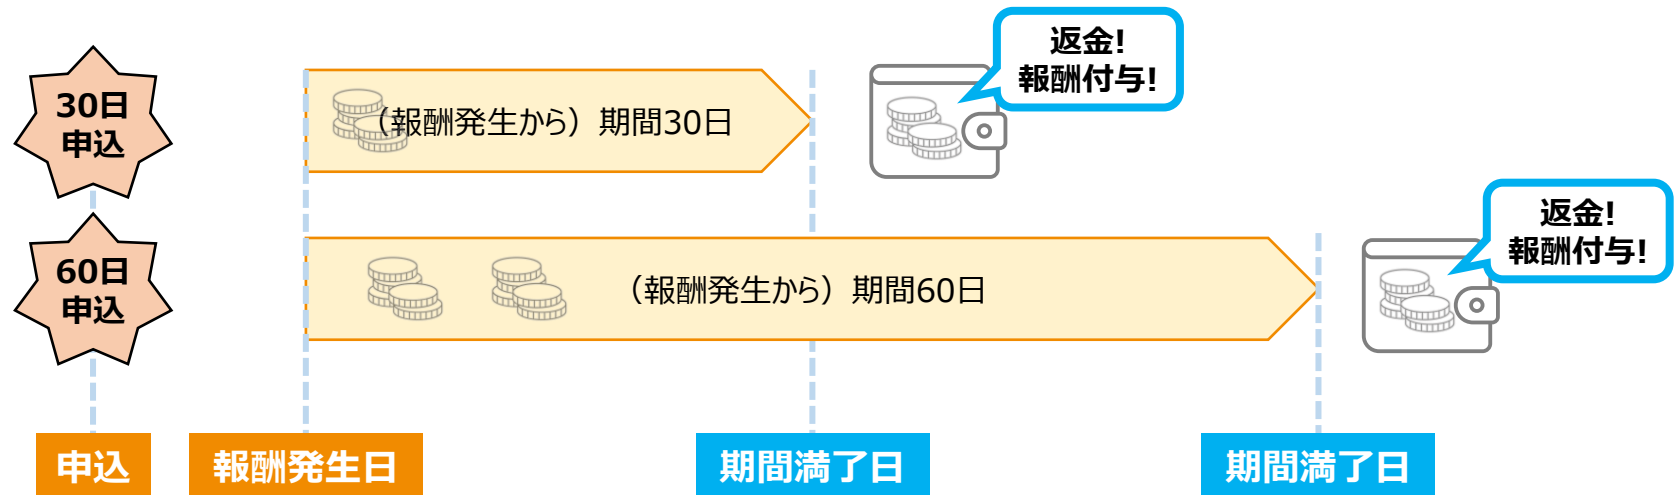 30日
申込
（報酬発生から）期間30日
返金!
報酬付与!
60日
申込
（報酬発生から）期間60日
返金!
報酬付与!
申込
報酬発生日
期間満了日
期間満了日